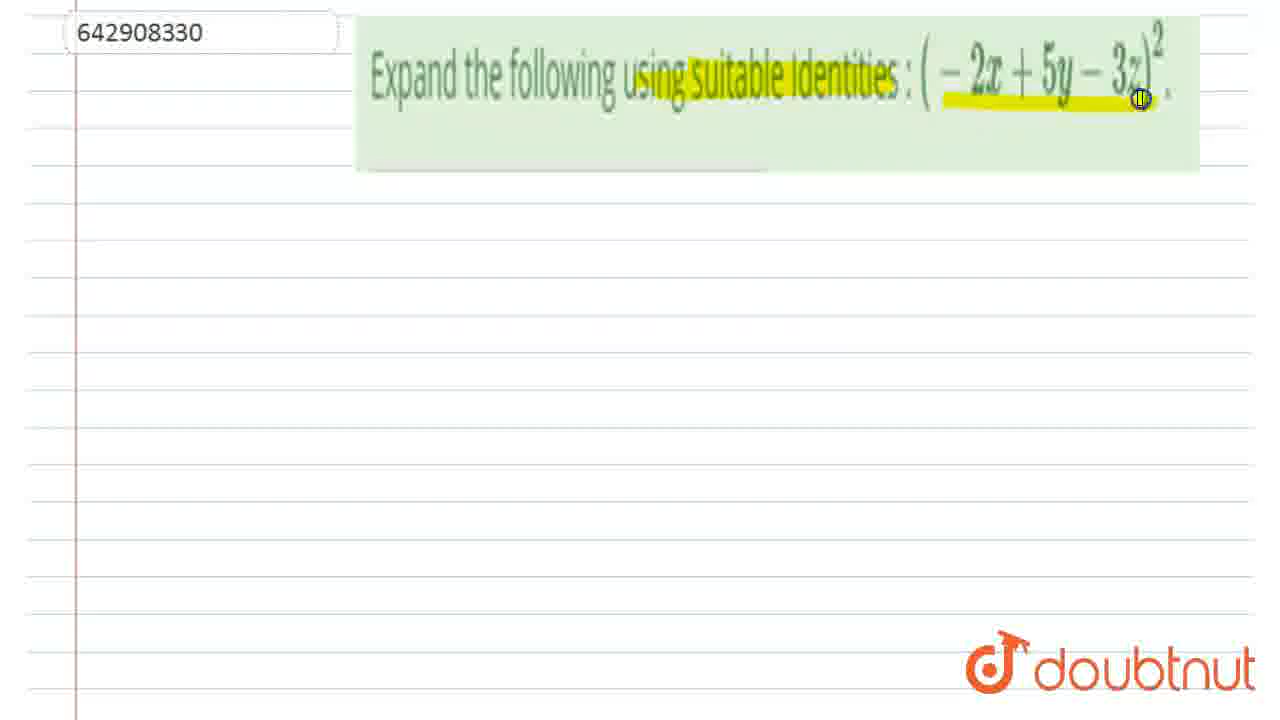 642908330
Expand the following using suitable Identities : (−2x + 5y − 3z)² .
doubtnut